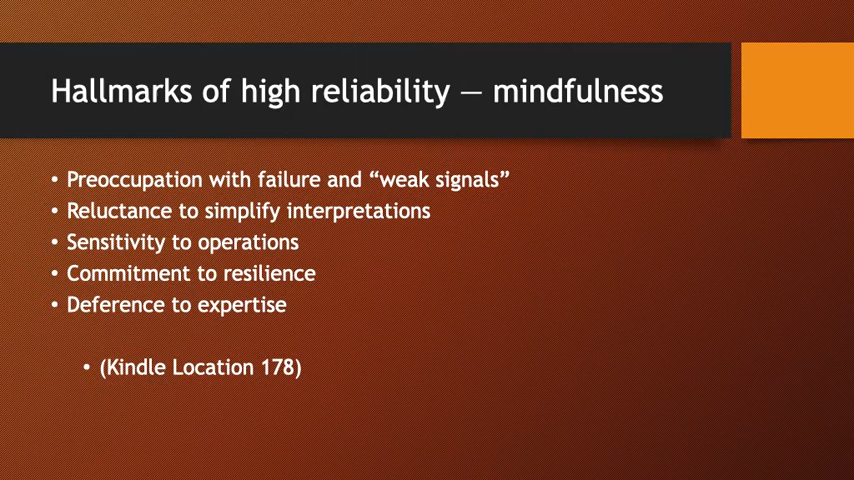 Hallmarks of high reliability — mindfulness
• Preoccupation with failure and “weak signals”
• Reluctance to simplify interpretations
• Sensitivity to operations
• Commitment to resilience
• Deference to expertise
• (Kindle Location 178)